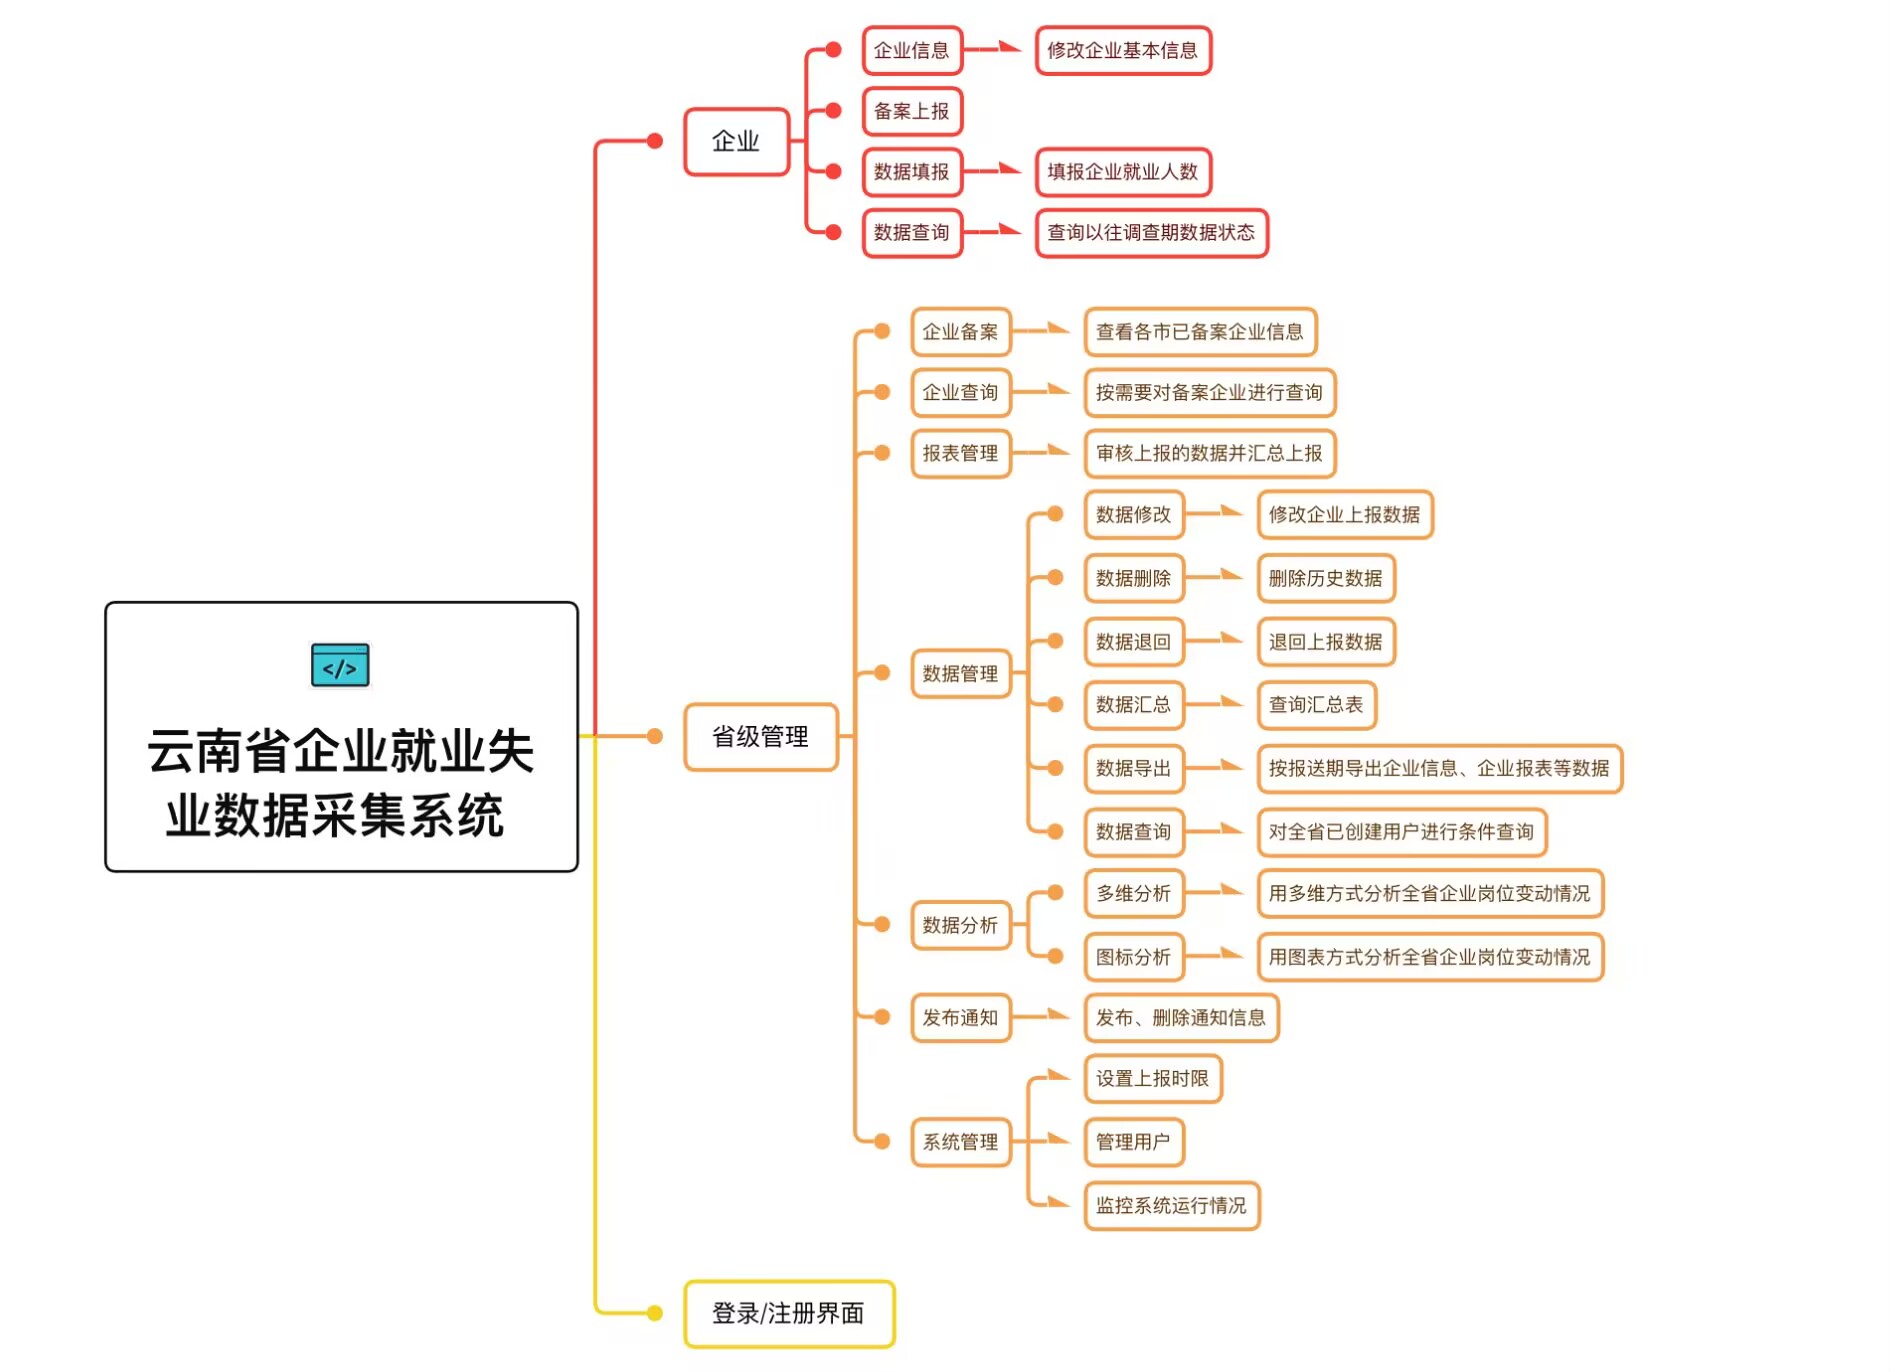 企业信息
修改企业基本信息
备案上报
企业
数据填报
填报企业就业人数
数据查询
查询以往调查期数据状态
企业备案
查看各市已备案企业信息
企业查询
按需要对备案企业进行查询
报表管理
审核上报的数据并汇总上报
数据修改
修改企业上报数据
数据删除
删除历史数据
数据退回
退回上报数据
数据管理
数据汇总
查询汇总表
数据导出
按报送期导出企业信息、企业报表等数据
数据查询
对全省已创建用户进行条件查询
</>
云南省企业就业失
业数据采集系统
省级管理
多维分析
用多维方式分析全省企业岗位变动情况
数据分析
图标分析
用图表方式分析全省企业岗位变动情况
发布通知
发布、删除通知信息
设置上报时限
系统管理
管理用户
监控系统运行情况
登录/注册界面